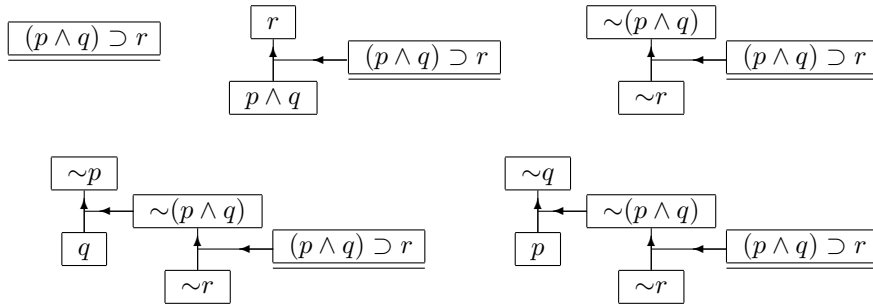 (p ∧ q) ⊃ r
r
(p ∧ q) ⊃ r
p ∧ q
∼(p ∧ q)
(p ∧ q) ⊃ r
∼r
∼p
∼(p ∧ q)
q
(p ∧ q) ⊃ r
∼r
∼q
∼(p ∧ q)
p
(p ∧ q) ⊃ r
∼r